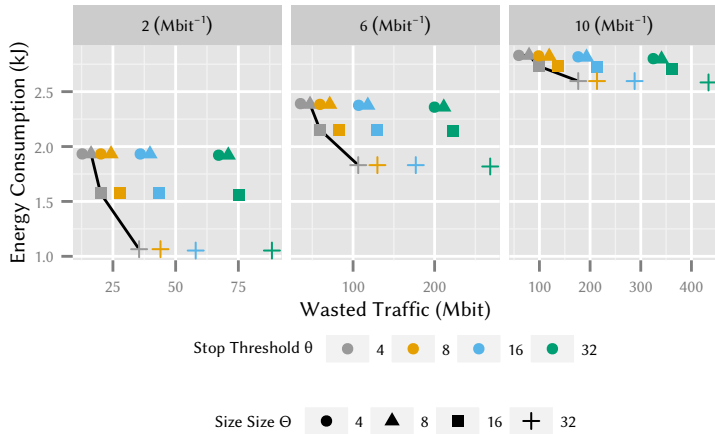 2 (Mbit⁻¹) 6 (Mbit⁻¹) 10 (Mbit⁻¹)
Energy Consumption (kJ)
2.5
2.0
1.5
1.0
25 50 75 100 200 100 200 300 400
Wasted Traffic (Mbit)
Stop Threshold θ 4 8 16 32
Size Size Θ 4 8 16 32